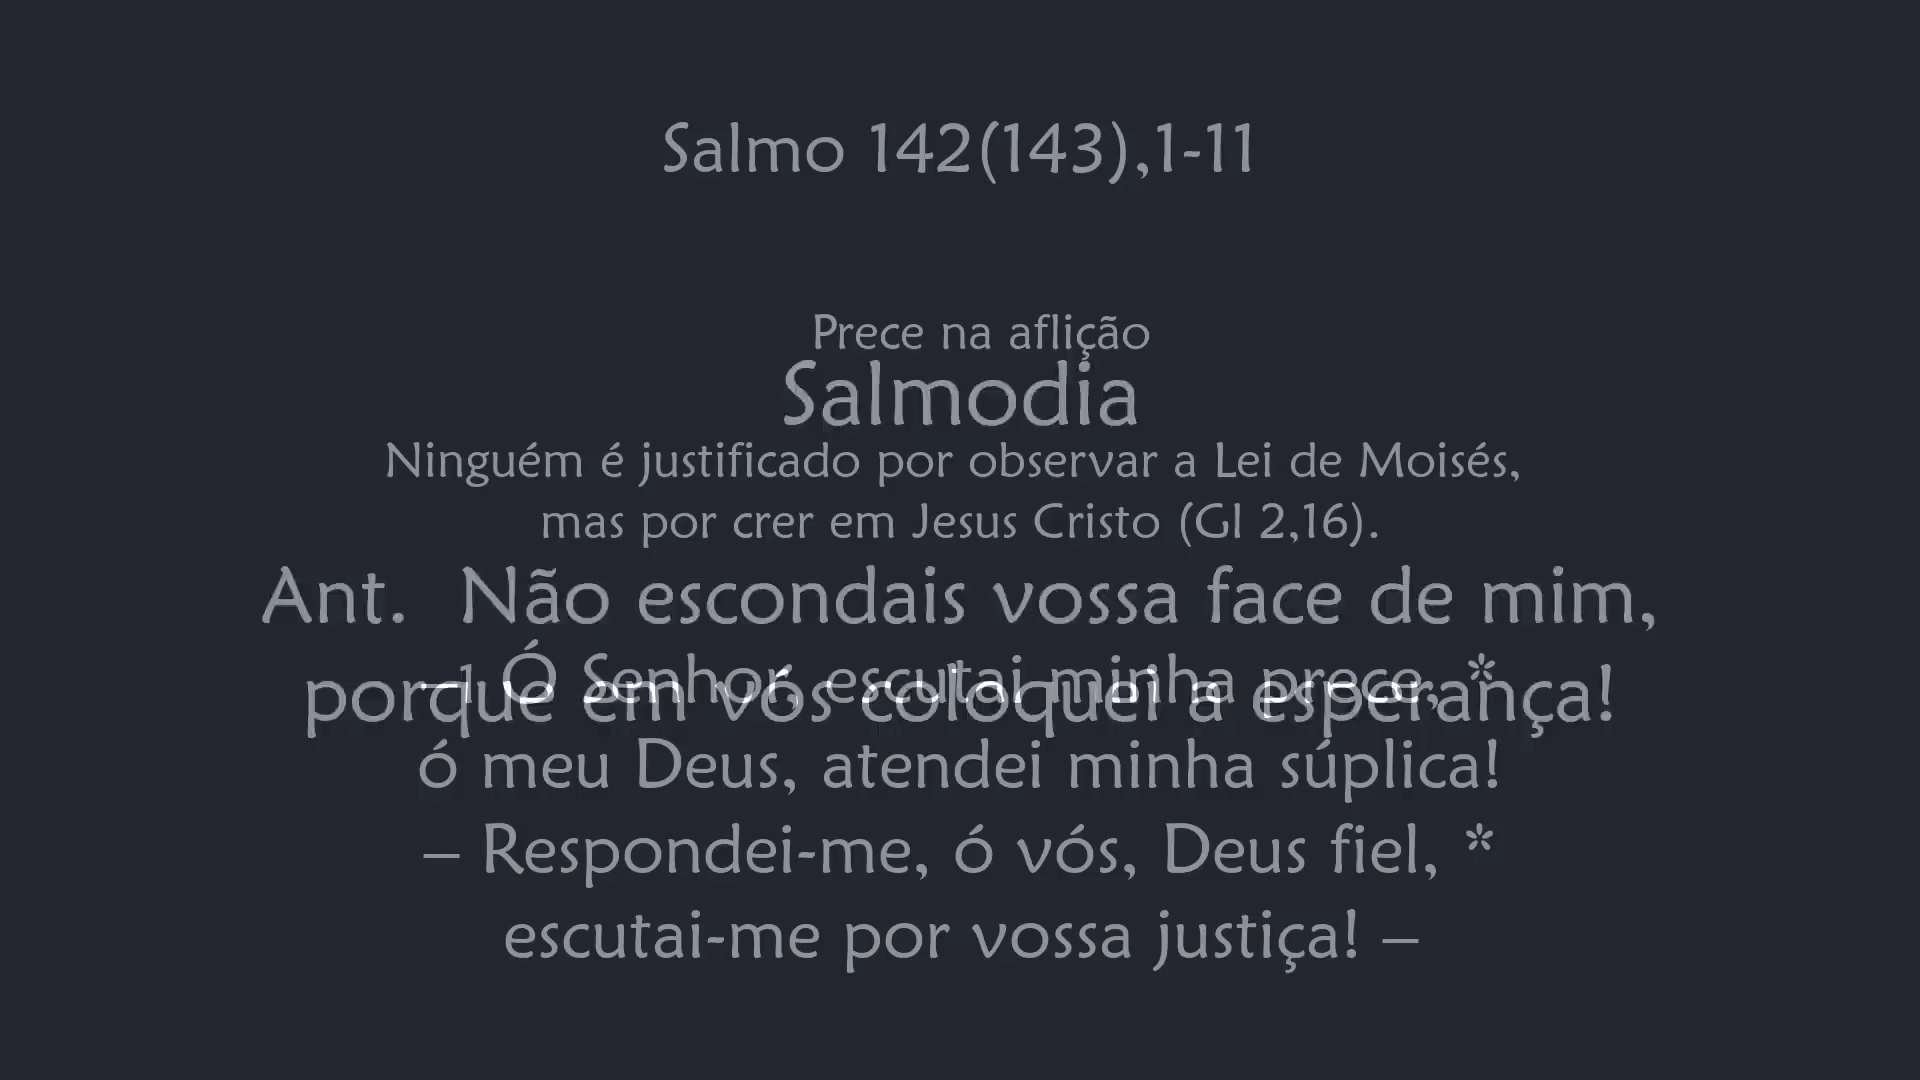 Salmo 142(143),1-11
Prece na aflição
Salmodia
Ninguém é justificado por observar a Lei de Moisés,
mas por crer em Jesus Cristo (Gl 2,16).
Ant. Não escondais vossa face de mim,
–1 Ó Senhor, escutai minha prece, *
porque em vós coloquei a esperança!
ó meu Deus, atendei minha súplica!
– Respondei-me, ó vós, Deus fiel, *
escutai-me por vossa justiça! –